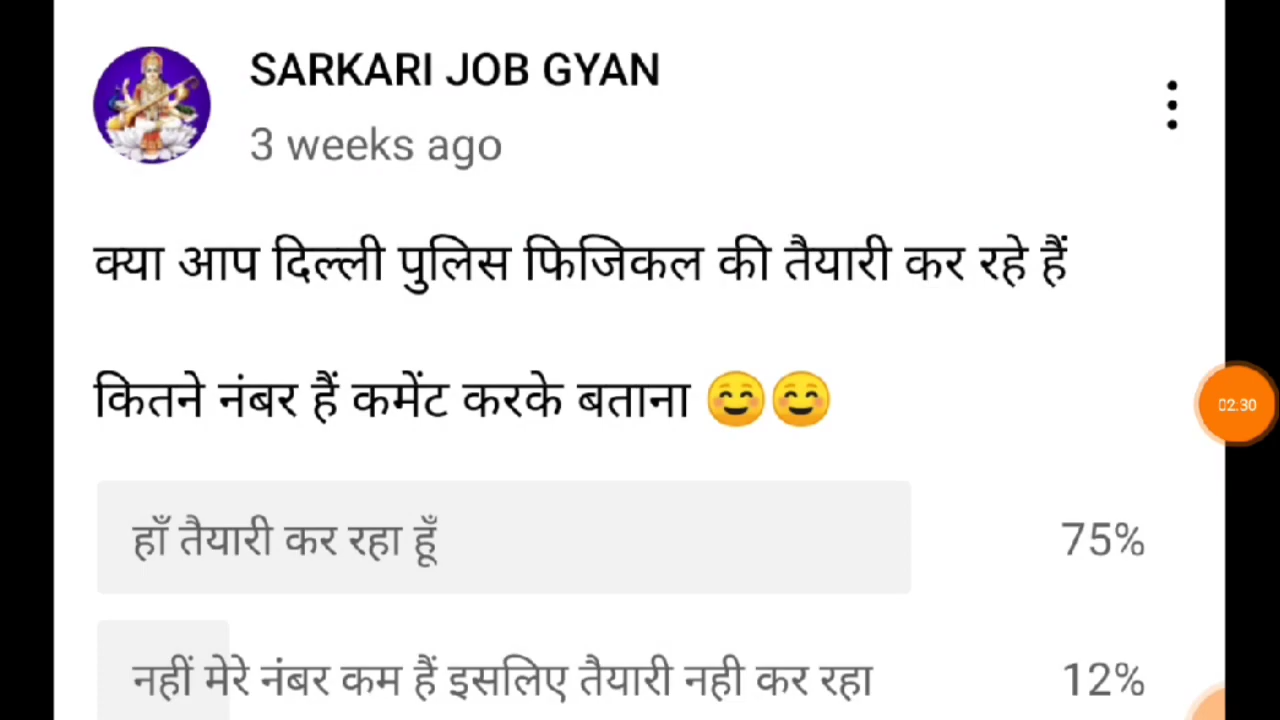 SARKARI JOB GYAN
3 weeks ago
क्या आप दिल्ली पुलिस फिजिकल की तैयारी कर रहे हैं
कितने नंबर हैं कमेंट करके बताना ☺️☺️
02:30
हाँ तैयारी कर रहा हूँ 75%
नहीं मेरे नंबर कम हैं इसलिए तैयारी नही कर रहा 12%